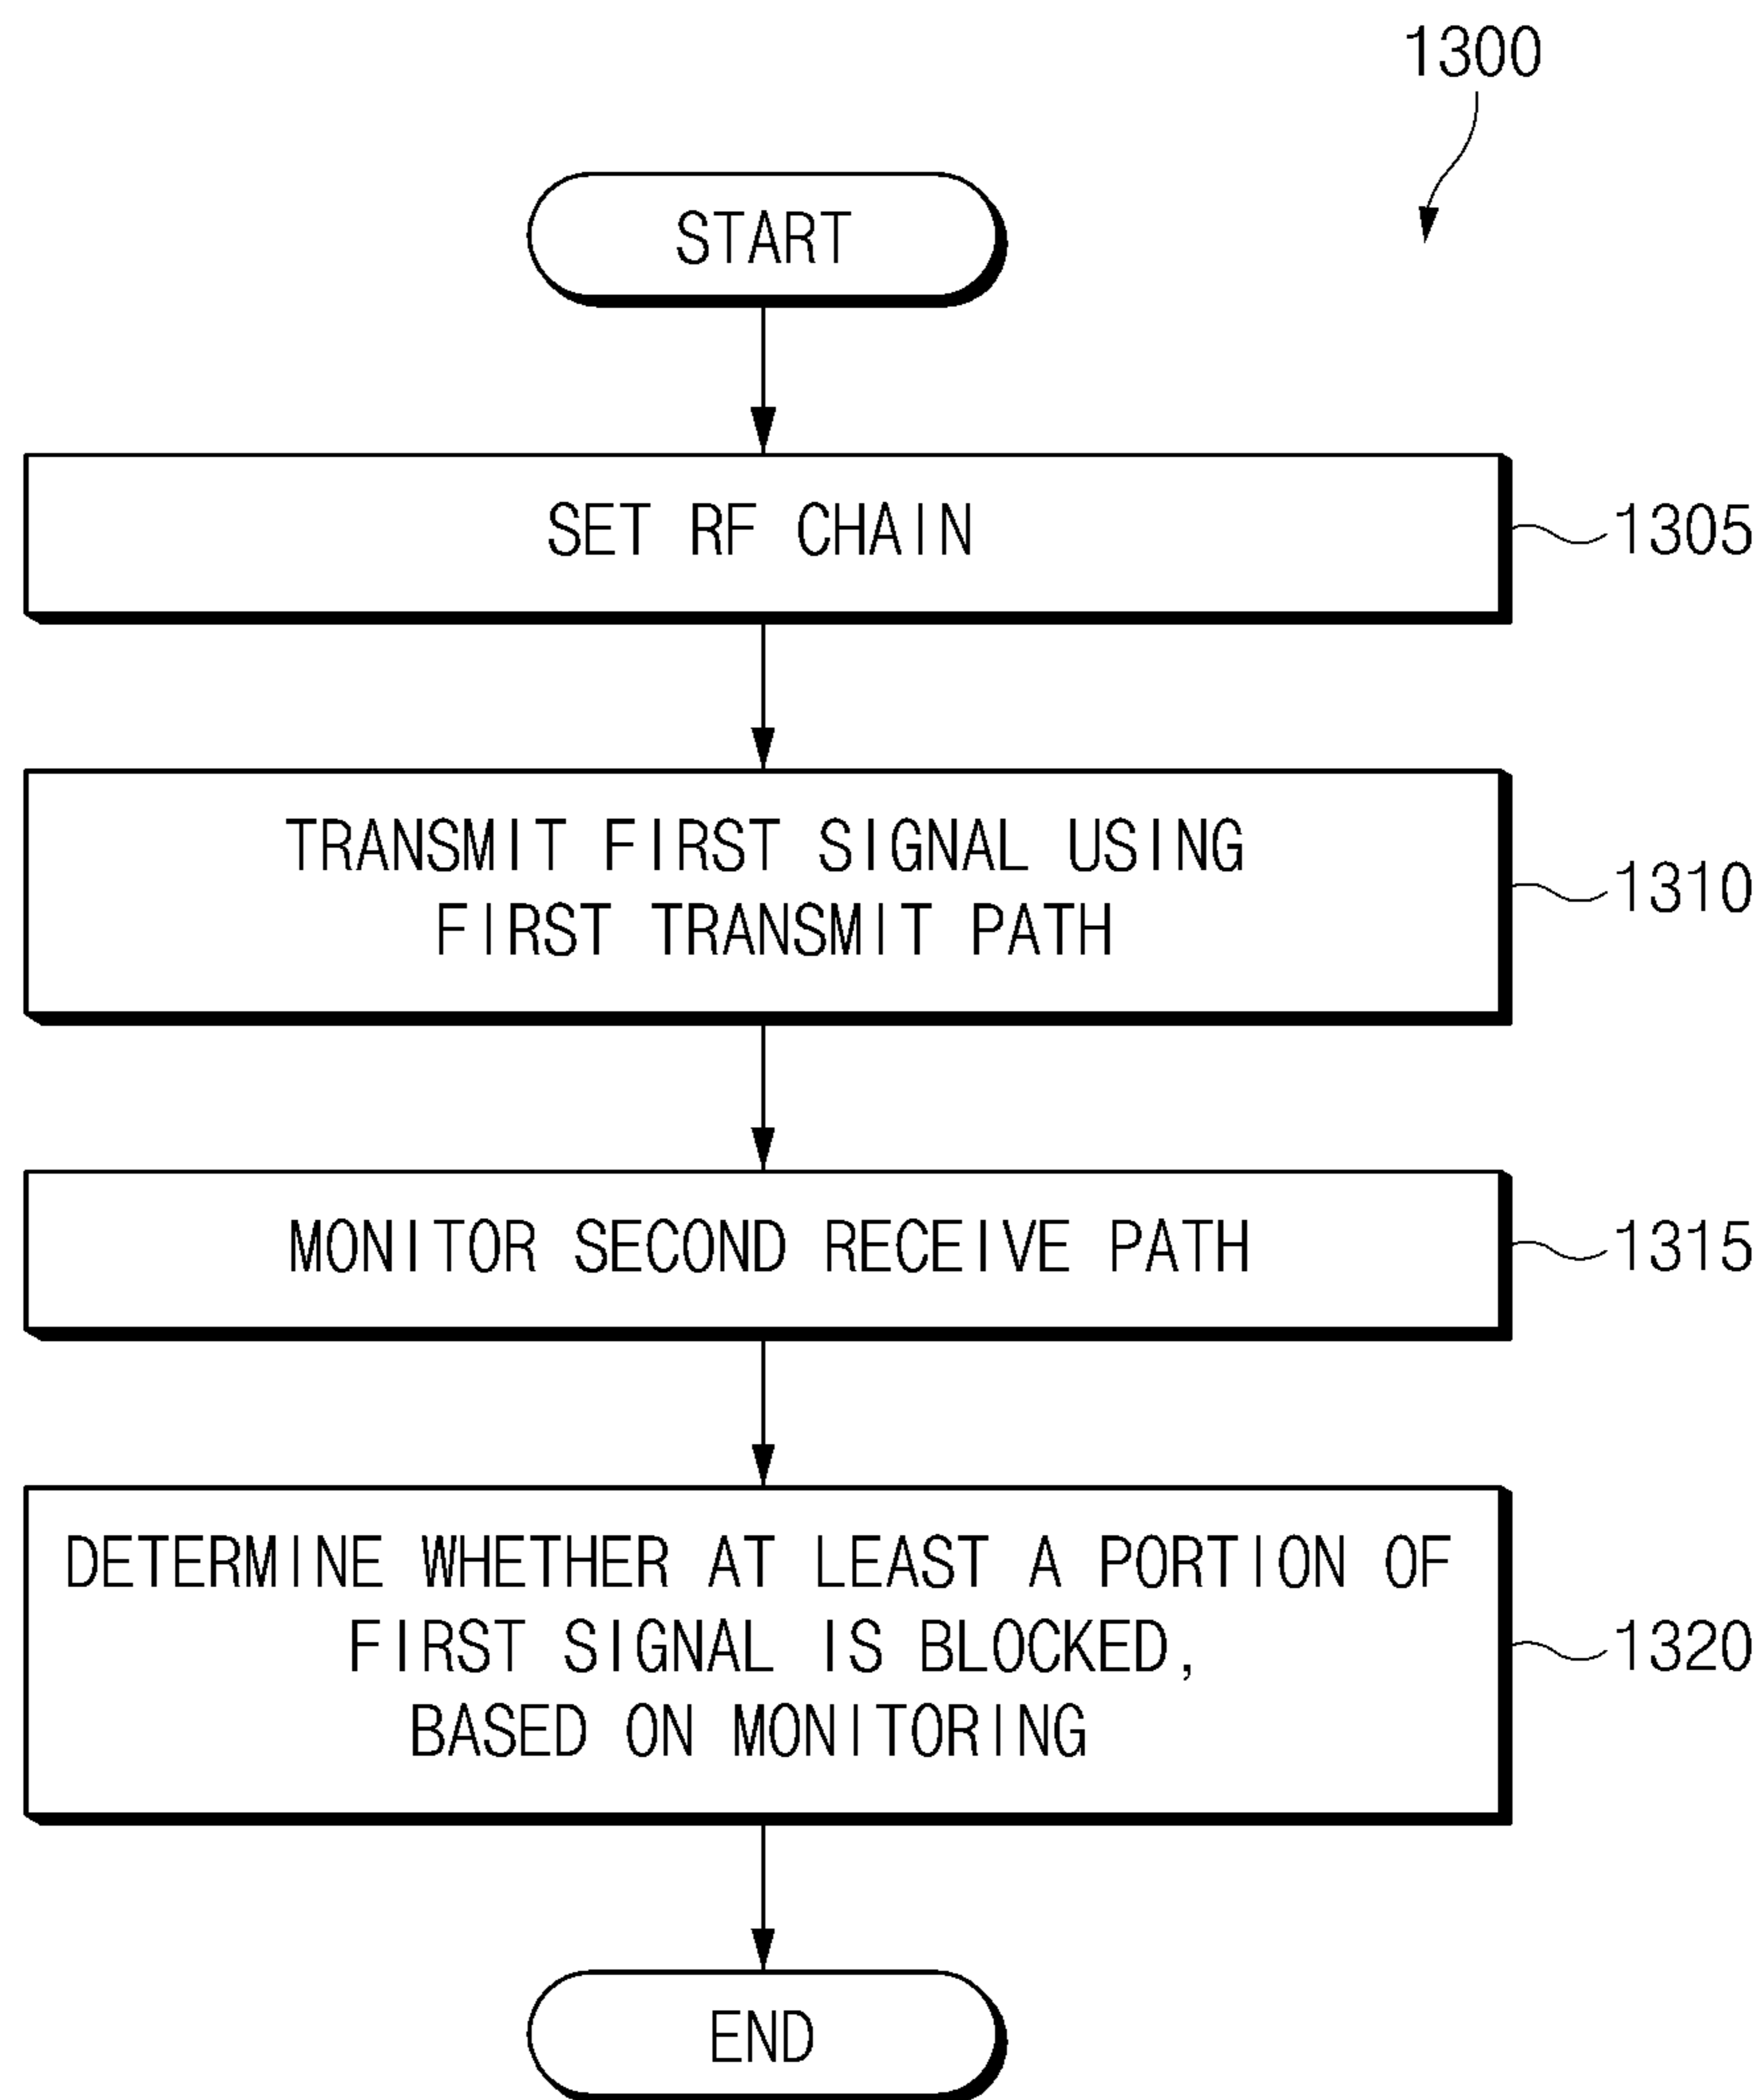 1300
START
SET RF CHAIN
1305
TRANSMIT FIRST SIGNAL USING
FIRST TRANSMIT PATH
1310
MONITOR SECOND RECEIVE PATH
1315
DETERMINE WHETHER AT LEAST A PORTION OF
FIRST SIGNAL IS BLOCKED,
BASED ON MONITORING
1320
END